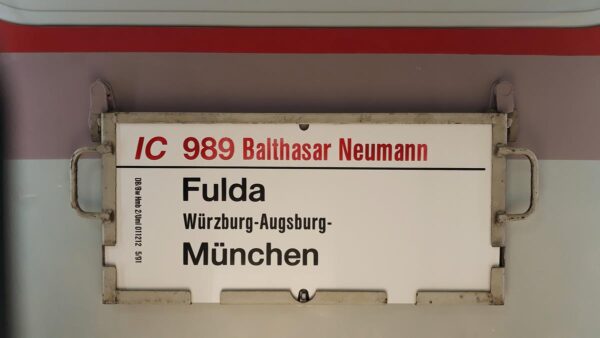 IC 989 Balthasar Neumann
Fulda
Würzburg-Augsburg-
München